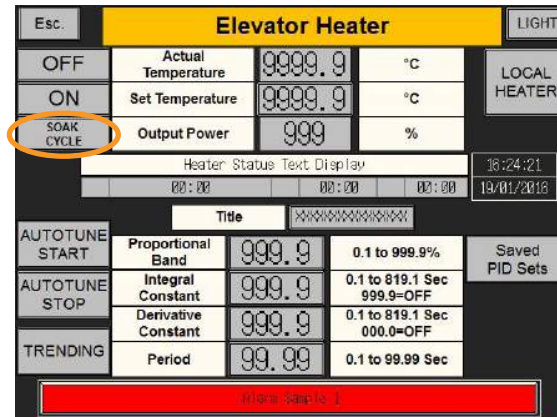 Esc.
Elevator Heater
LIGHT
OFF
Actual
Temperature
9999.9
°C
LOCAL
HEATER
ON
Set Temperature
9999.9
°C
SOAK
CYCLE
Output Power
999
%
Heater Status Text Display
16:24:21
00:00
00:00
00:00
19/01/2016
Title
XXXXXXXXXXXXXXXX
AUTOTUNE
START
Proportional
Band
999.9
0.1 to 999.9%
Saved
PID Sets
AUTOTUNE
STOP
Integral
Constant
999.9
0.1 to 819.1 Sec
999.9=OFF
Derivative
Constant
999.9
0.1 to 819.1 Sec
000.0=OFF
TRENDING
Period
99.99
0.1 to 99.99 Sec
Alarm Sample 1